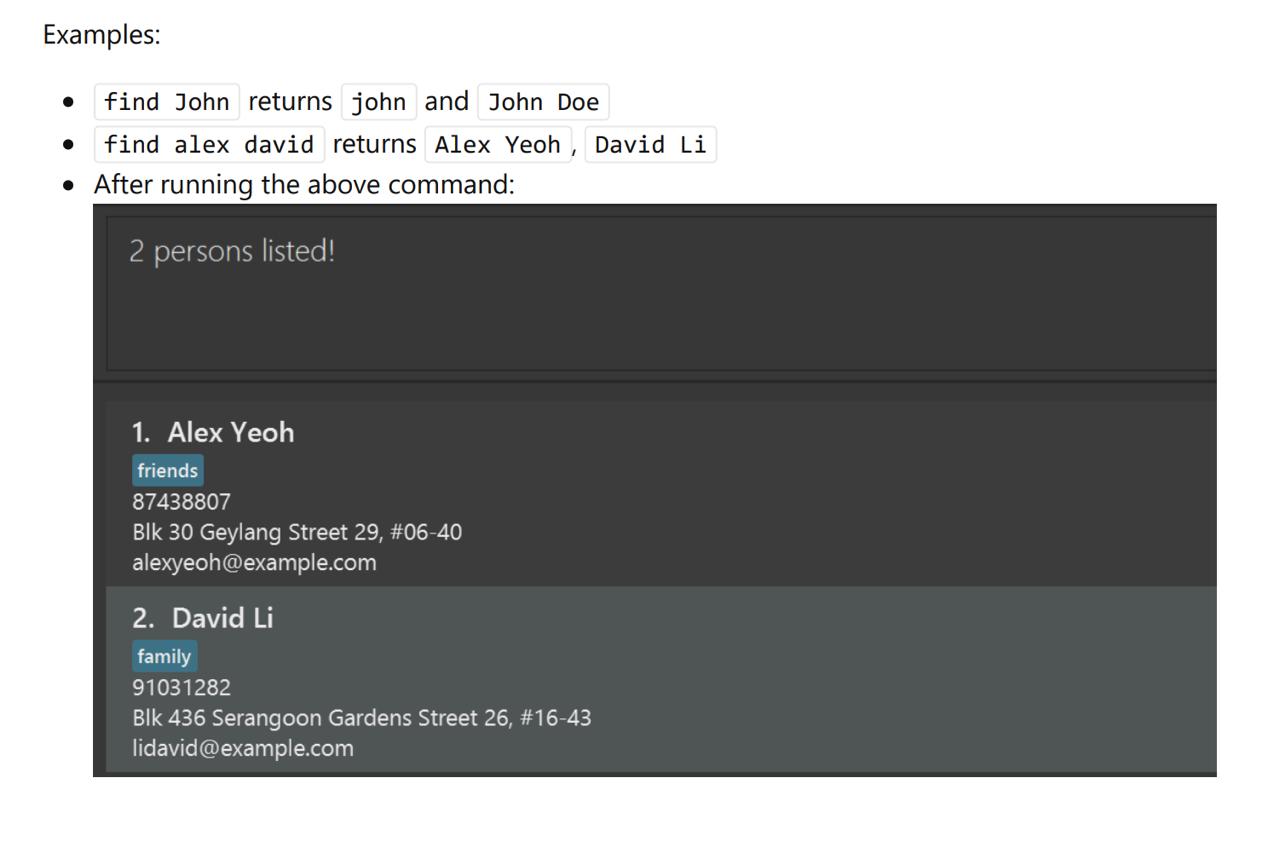 Examples:
find John returns john and John Doe
find alex david returns Alex Yeoh, David Li
After running the above command:
2 persons listed!
1. Alex Yeoh
friends
87438807
Blk 30 Geylang Street 29, #06-40
alexyeoh@example.com
2. David Li
family
91031282
Blk 436 Serangoon Gardens Street 26, #16-43
lidavid@example.com